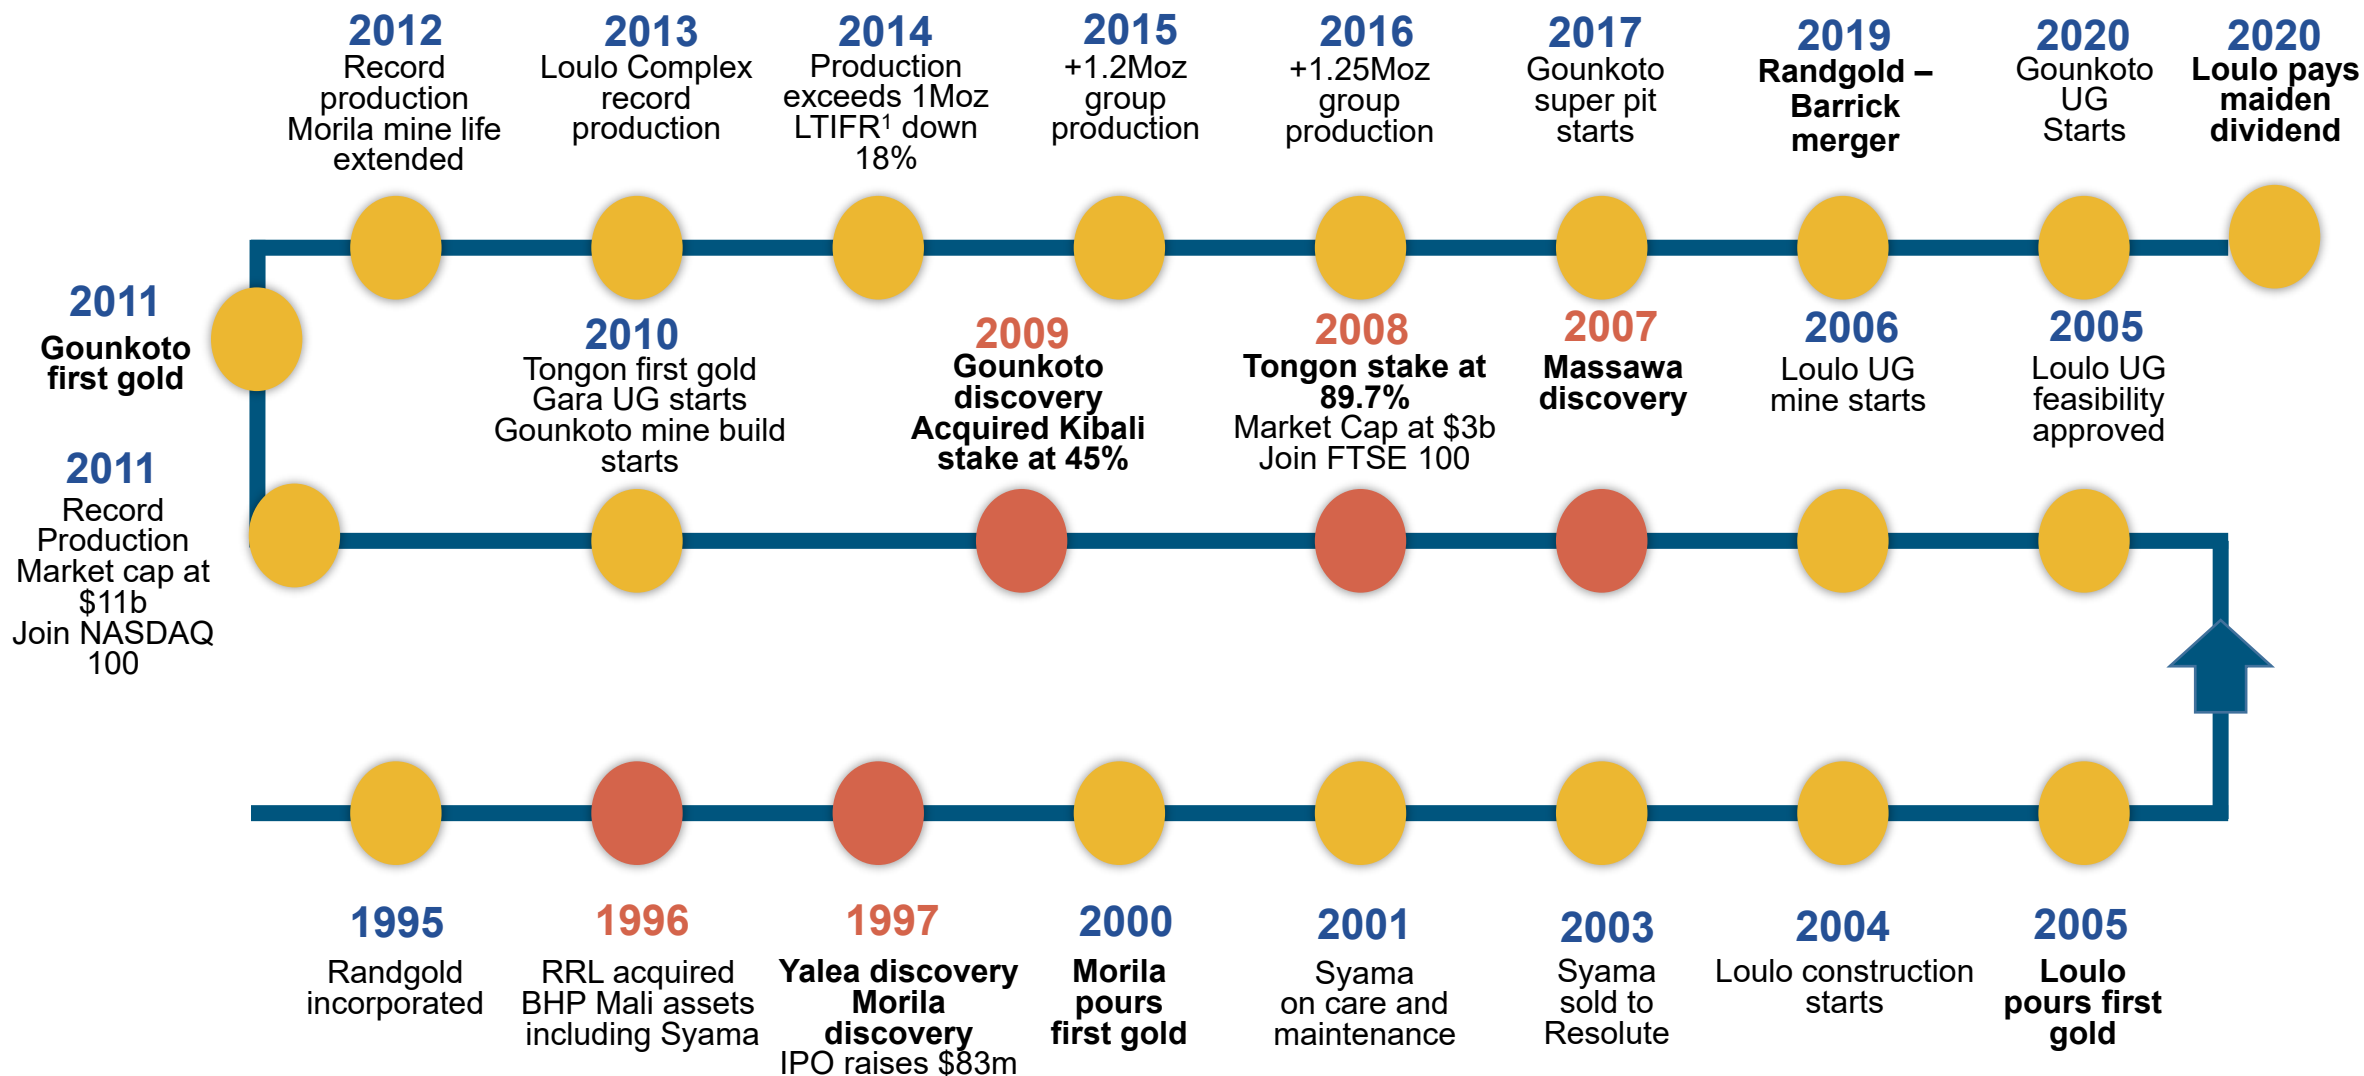 2012
Record
production
Morila mine life
extended
2013
Loulo Complex
record
production
2014
Production
exceeds 1Moz
LTIFR¹ down
18%
2015
+1.2Moz
group
production
2016
+1.25Moz
group
production
2017
Gounkoto
super pit
starts
2019
Randgold –
Barrick
merger
2020
Gounkoto
UG
Starts
2020
Loulo pays
maiden
dividend
2011
Gounkoto
first gold
2010
Tongon first gold
Gara UG starts
Gounkoto mine build
starts
2009
Gounkoto
discovery
Acquired Kibali
stake at 45%
2008
Tongon stake at
89.7%
Market Cap at $3b
Join FTSE 100
2007
Massawa
discovery
2006
Loulo UG
mine starts
2005
Loulo UG
feasibility
approved
2011
Record
Production
Market cap at
$11b
Join NASDAQ
100
1995
Randgold
incorporated
1996
RRL acquired
BHP Mali assets
including Syama
1997
Yalea discovery
Morila
discovery
IPO raises $83m
2000
Morila
pours
first gold
2001
Syama
on care and
maintenance
2003
Syama
sold to
Resolute
2004
Loulo construction
starts
2005
Loulo
pours first
gold